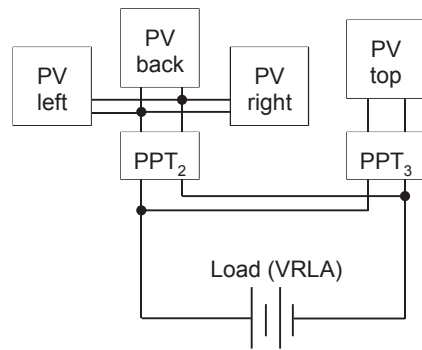 PV
back
PV
left
PV
right
PV
top
PPT2
PPT3
Load (VRLA)